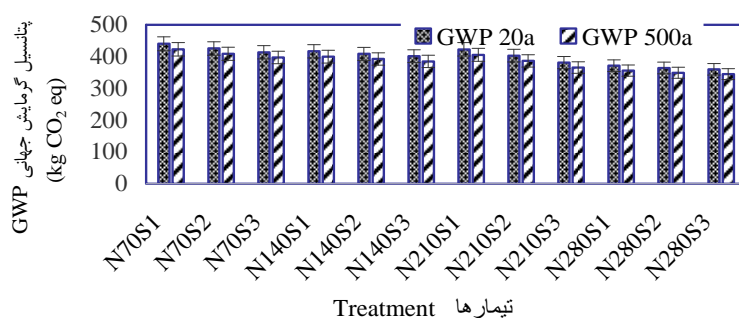 پتانسیل گرمایش جهانی GWP
(kg CO₂ eq)
500
400
300
200
100
0
GWP 20a
GWP 500a
N70S1
N70S2
N70S3
N140S1
N140S2
N140S3
N210S1
N210S2
N210S3
N280S1
N280S2
N280S3
Treatment تیمارها